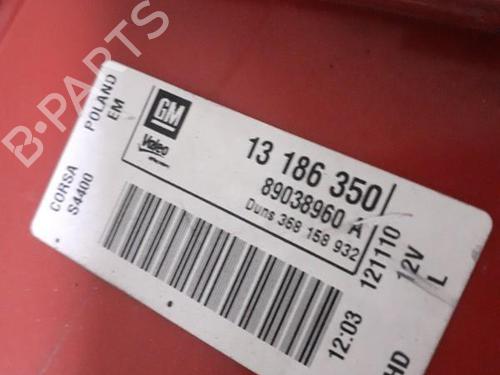 B-PARTS
CORSA POLAND
S4400 EM
GM
Valeo
13 186 350
89038960 A
Duns 368 158 932
121110 12V
12:03 L
HD